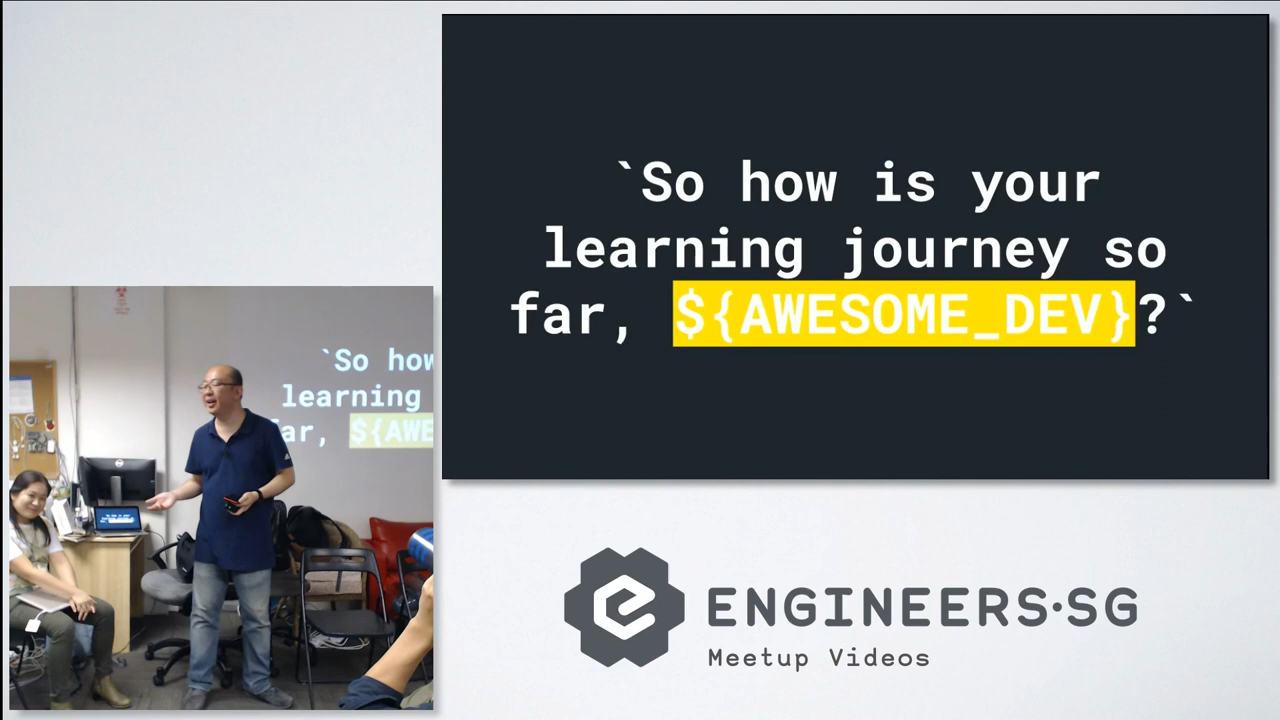 `So how is your
learning journey so
far, ${AWESOME_DEV}?`
`So how
learning
far, ${AWE
ENGINEERS·SG
Meetup Videos